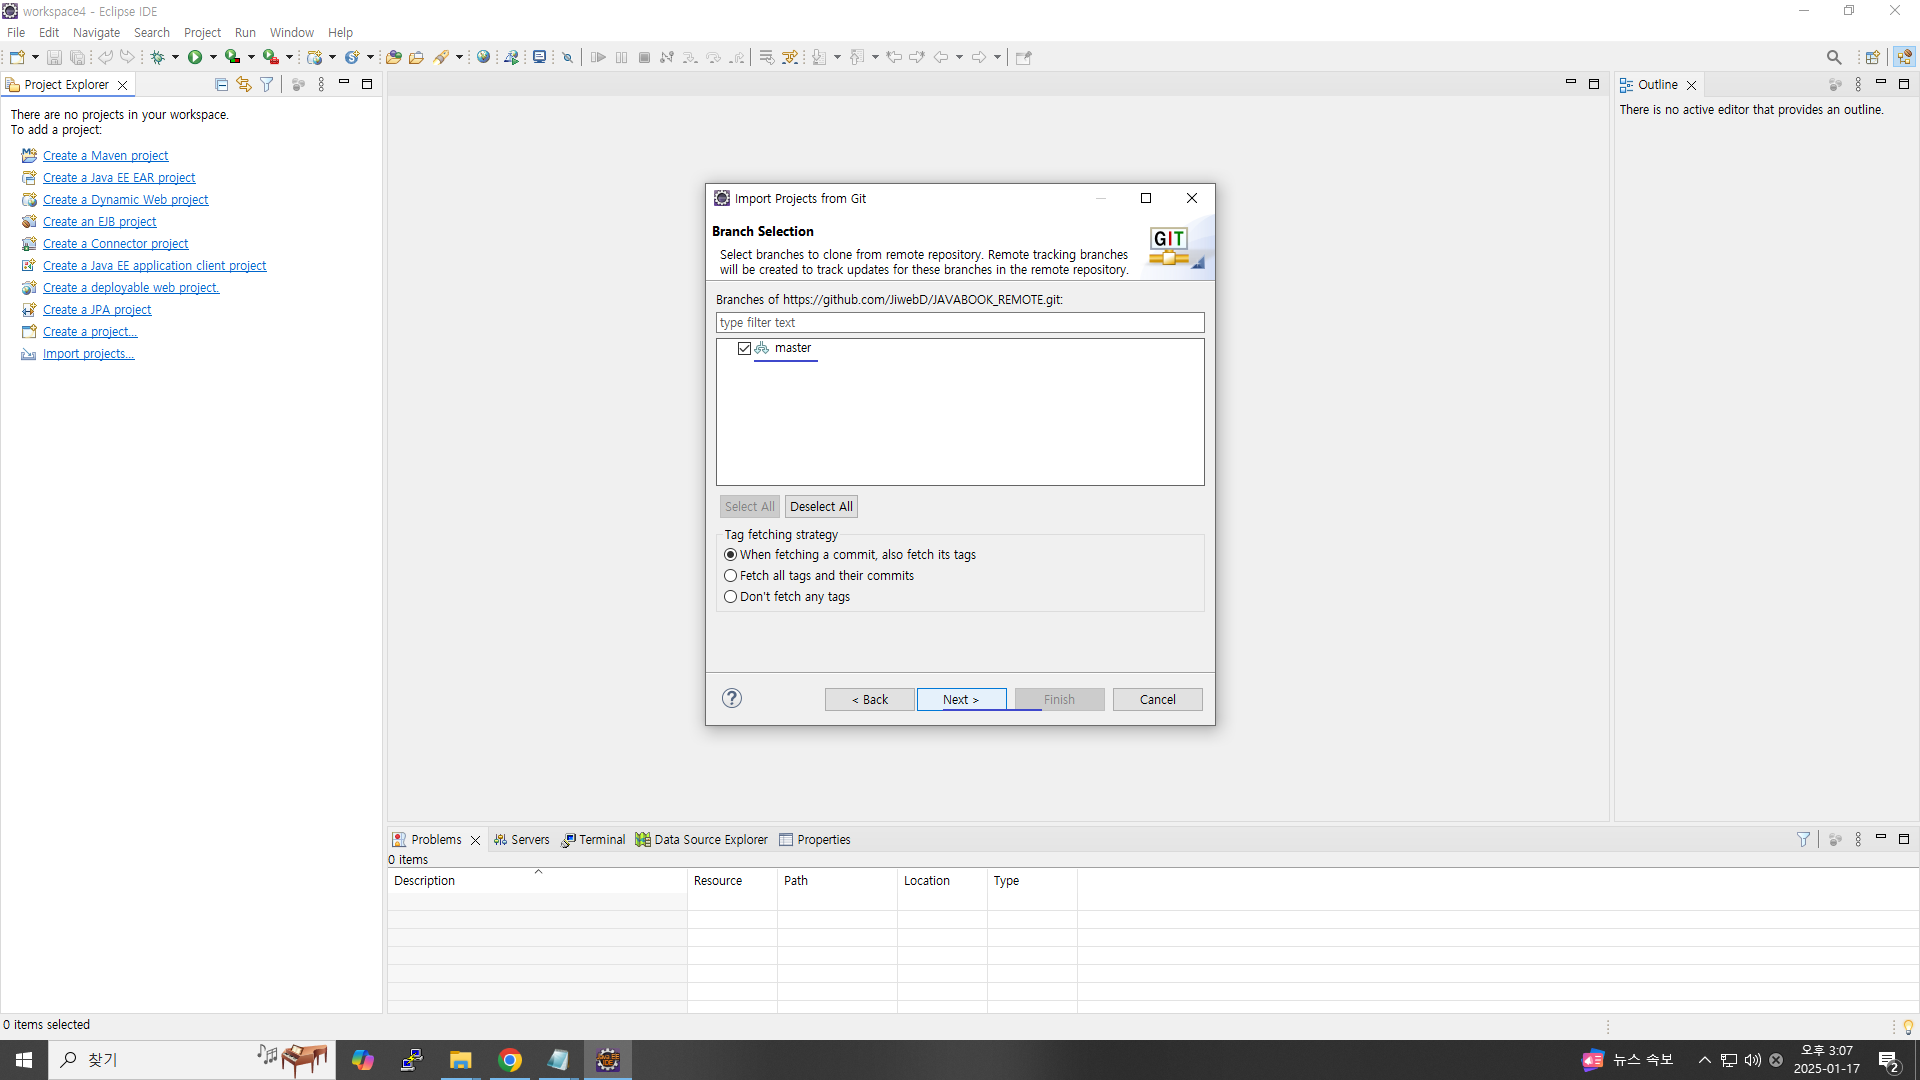 workspace4 - Eclipse IDE
File Edit Navigate Search Project Run Window Help
Project Explorer
There are no projects in your workspace.
To add a project:
Create a Maven project
Create a Java EE EAR project
Create a Dynamic Web project
Create an EJB project
Create a Connector project
Create a Java EE application client project
Create a deployable web project.
Create a JPA project
Create a project...
Import projects...
Outline
There is no active editor that provides an outline.
Import Projects from Git
Branch Selection
Select branches to clone from remote repository. Remote tracking branches
will be created to track updates for these branches in the remote repository.
GIT
Branches of https://github.com/JiwebD/JAVABOOK_REMOTE.git:
type filter text
master
Select All Deselect All
Tag fetching strategy
When fetching a commit, also fetch its tags
Fetch all tags and their commits
Don't fetch any tags
? < Back Next > Finish Cancel
Problems Servers Terminal Data Source Explorer Properties
0 items
Description Resource Path Location Type
0 items selected
찾기
뉴스 속보
오후 3:07
2025-01-17
2